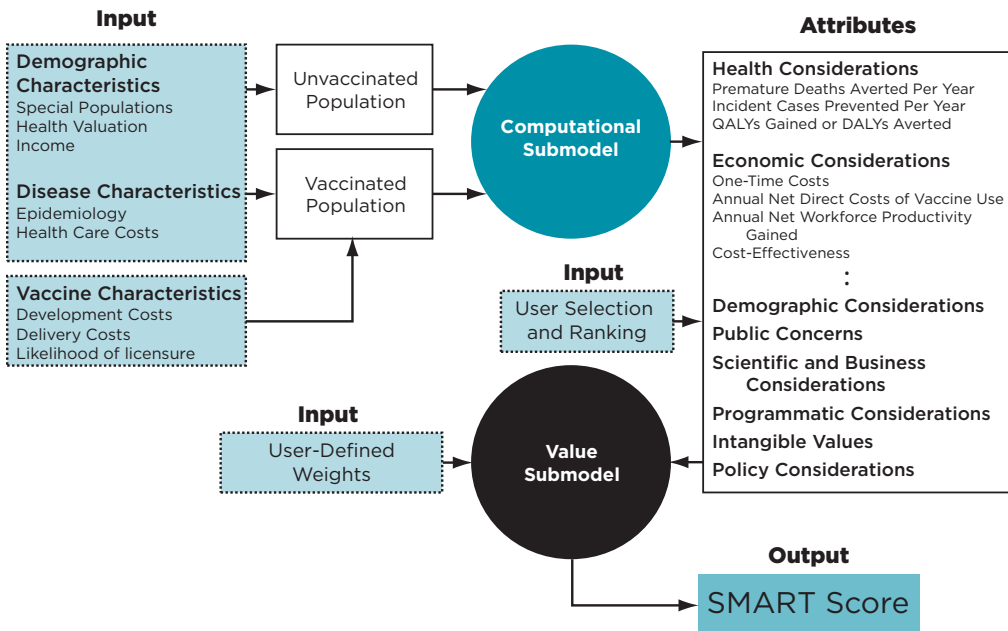 Input
Demographic
Characteristics
Special Populations
Health Valuation
Income
Disease Characteristics
Epidemiology
Health Care Costs
Vaccine Characteristics
Development Costs
Delivery Costs
Likelihood of licensure
Unvaccinated
Population
Vaccinated
Population
Computational
Submodel
Attributes
Health Considerations
Premature Deaths Averted Per Year
Incident Cases Prevented Per Year
QALYs Gained or DALYs Averted
Economic Considerations
One-Time Costs
Annual Net Direct Costs of Vaccine Use
Annual Net Workforce Productivity
Gained
Cost-Effectiveness
:
Demographic Considerations
Public Concerns
Scientific and Business
Considerations
Programmatic Considerations
Intangible Values
Policy Considerations
Input
User Selection
and Ranking
Input
User-Defined
Weights
Value
Submodel
Output
SMART Score